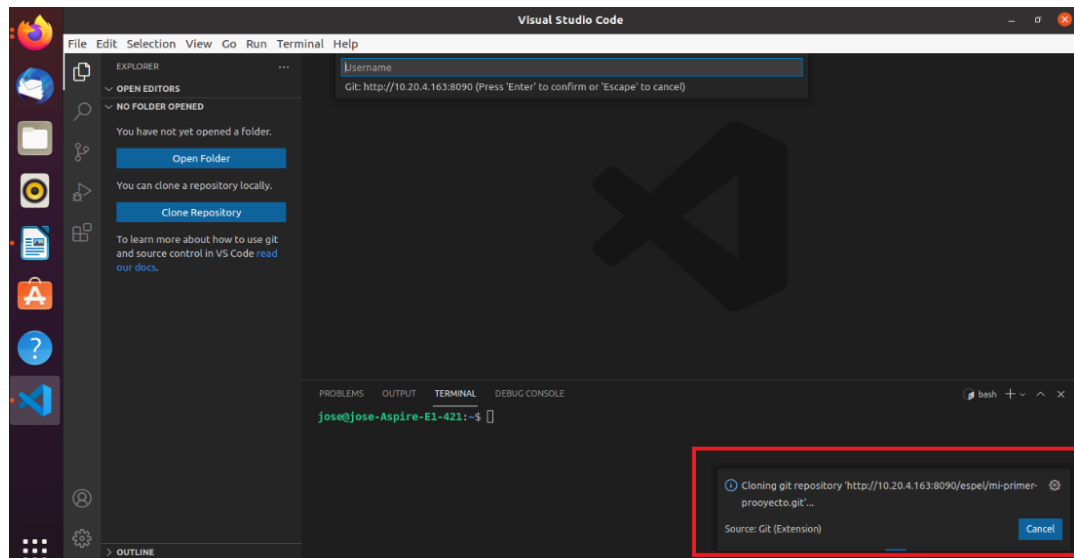 Visual Studio Code
File Edit Selection View Go Run Terminal Help
EXPLORER
OPEN EDITORS
NO FOLDER OPENED
You have not yet opened a folder.
Open Folder
You can clone a repository locally.
Clone Repository
To learn more about how to use git
and source control in VS Code read
our docs.
OUTLINE
Username
Git: http://10.20.4.163:8090 (Press 'Enter' to confirm or 'Escape' to cancel)
PROBLEMS OUTPUT TERMINAL DEBUG CONSOLE
bash
jose@jose-Aspire-E1-421:~$
Cloning git repository 'http://10.20.4.163:8090/espel/mi-primer-
prooyecto.git'...
Source: Git (Extension)
Cancel